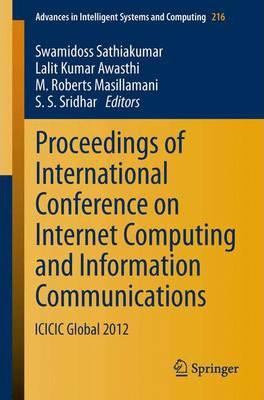 Advances in Intelligent Systems and Computing 216
Swamidoss Sathiakumar
Lalit Kumar Awasthi
M. Roberts Masillamani
S. S. Sridhar Editors
Proceedings of
International
Conference on
Internet Computing
and Information
Communications
ICICIC Global 2012
Springer